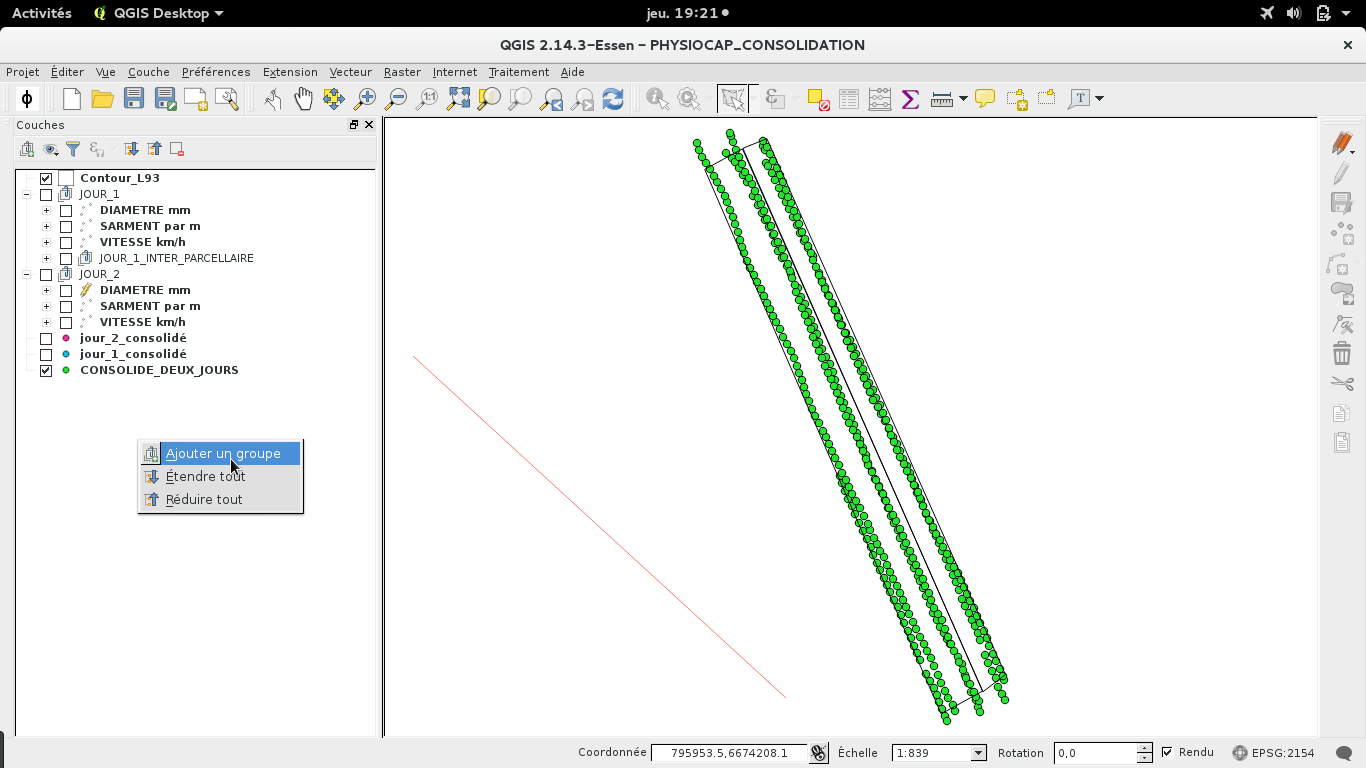 Activités QGIS Desktop jeu. 19:21
QGIS 2.14.3-Essen - PHYSIOCAP_CONSOLIDATION
Projet Éditer Vue Couche Préférences Extension Vecteur Raster Internet Traitement Aide
Couches
Contour_L93
JOUR_1
DIAMETRE mm
SARMENT par m
VITESSE km/h
JOUR_1_INTER_PARCELLAIRE
JOUR_2
DIAMETRE mm
SARMENT par m
VITESSE km/h
jour_2_consolidé
jour_1_consolidé
CONSOLIDE_DEUX_JOURS
Ajouter un groupe
Étendre tout
Réduire tout
Coordonnée 795953.5,6674208.1 Échelle 1:839 Rotation 0,0 Rendu EPSG:2154